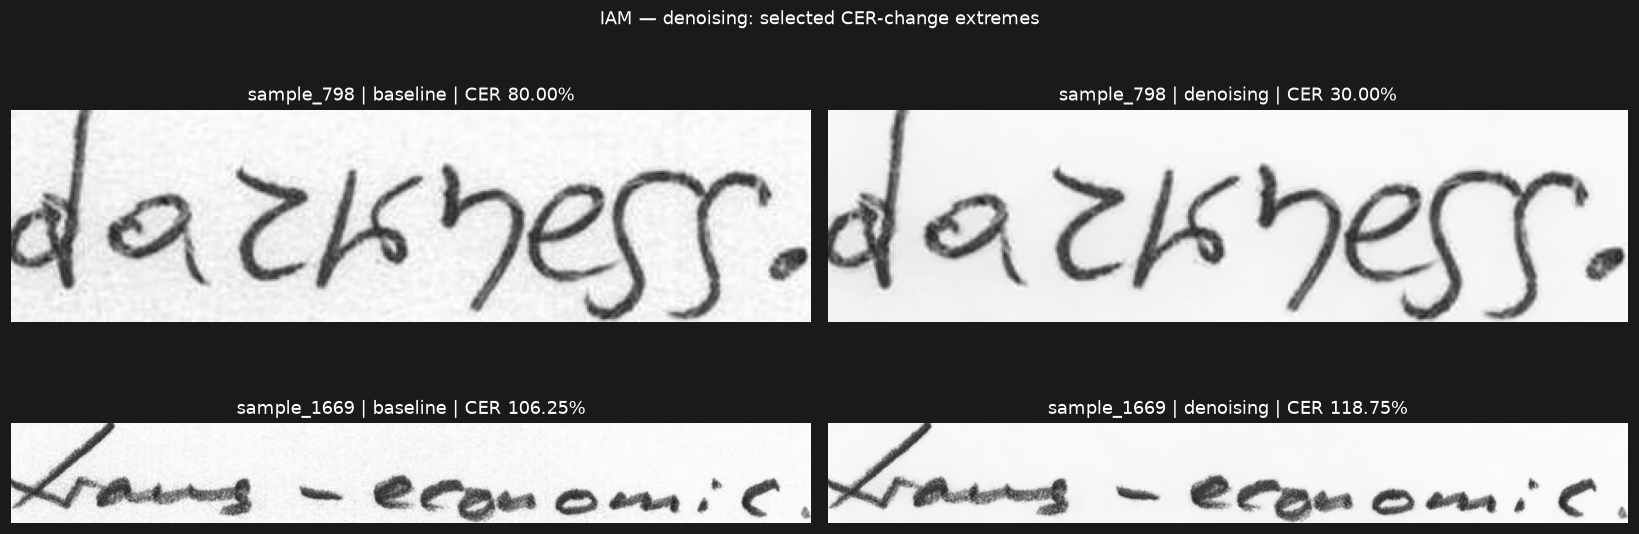 IAM — denoising: selected CER-change extremes
sample_798 | baseline | CER 80.00%
sample_798 | denoising | CER 30.00%
darkness.
darkness.
sample_1669 | baseline | CER 106.25%
sample_1669 | denoising | CER 118.75%
trans - economic.
trans - economic.